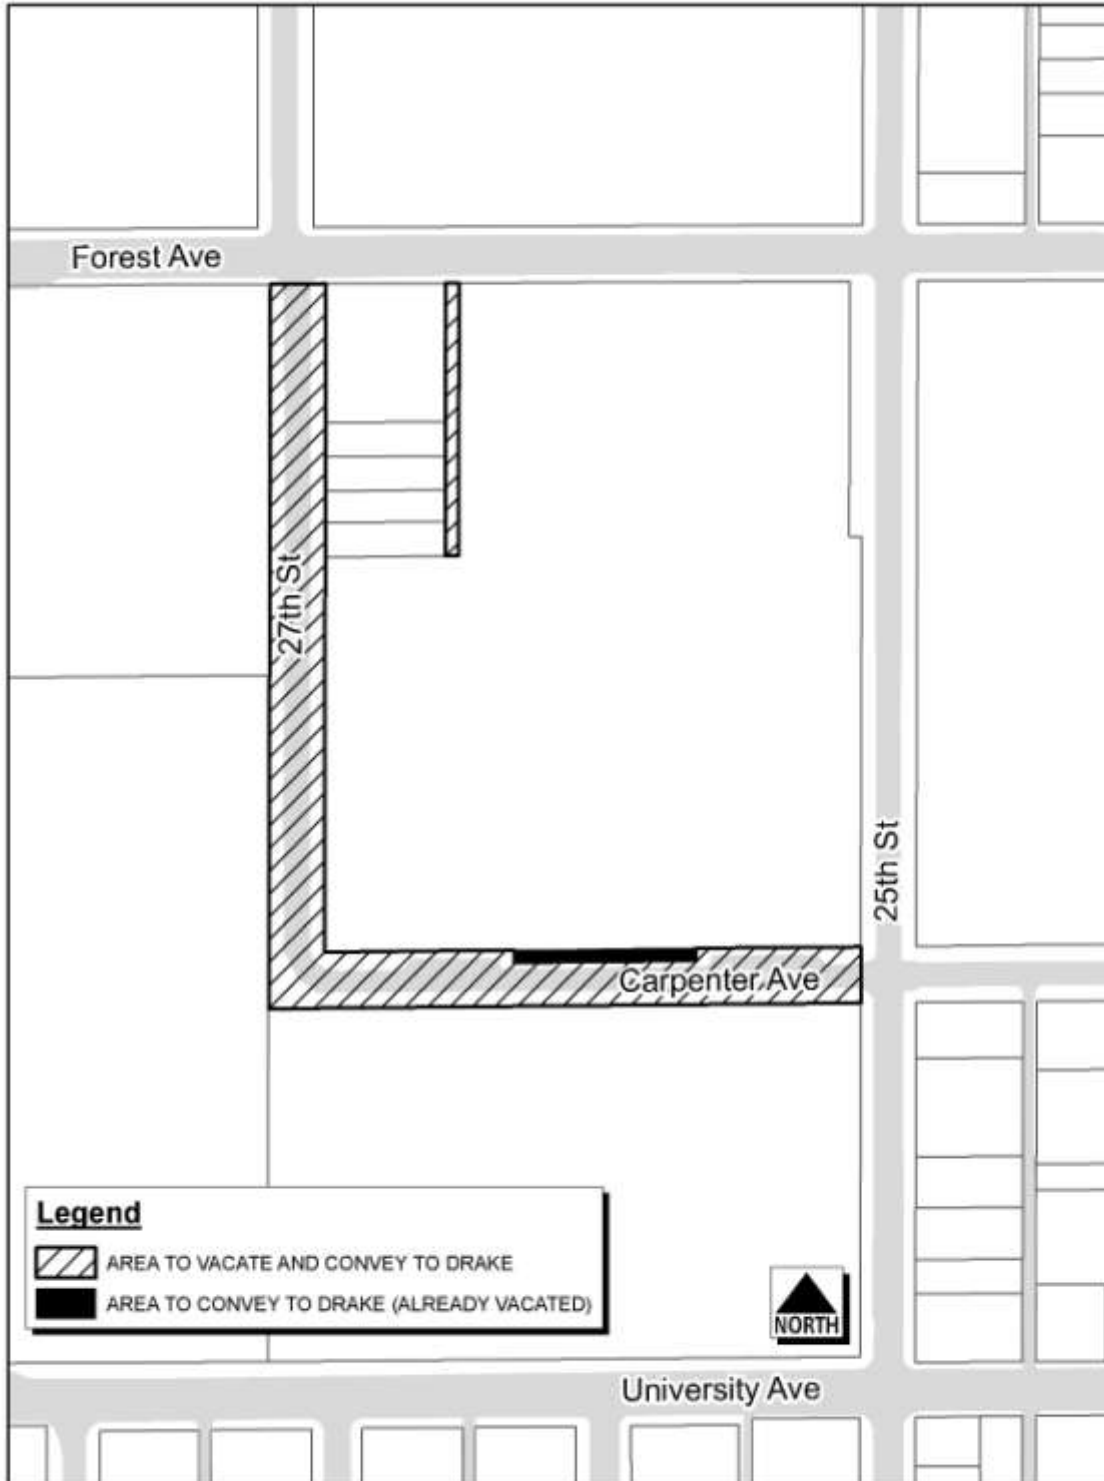 Forest Ave
27th St
25th St
Carpenter Ave
Legend
AREA TO VACATE AND CONVEY TO DRAKE
AREA TO CONVEY TO DRAKE (ALREADY VACATED)
NORTH
University Ave